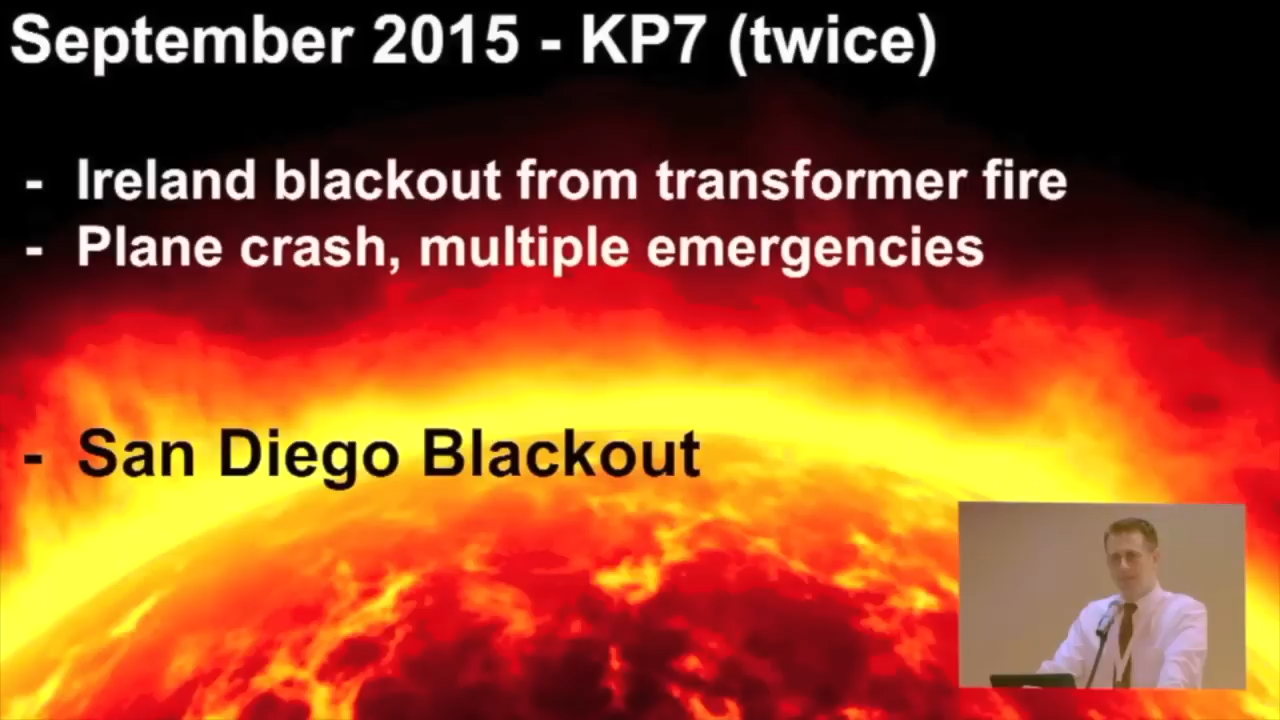 September 2015 - KP7 (twice)
- Ireland blackout from transformer fire
- Plane crash, multiple emergencies
- San Diego Blackout